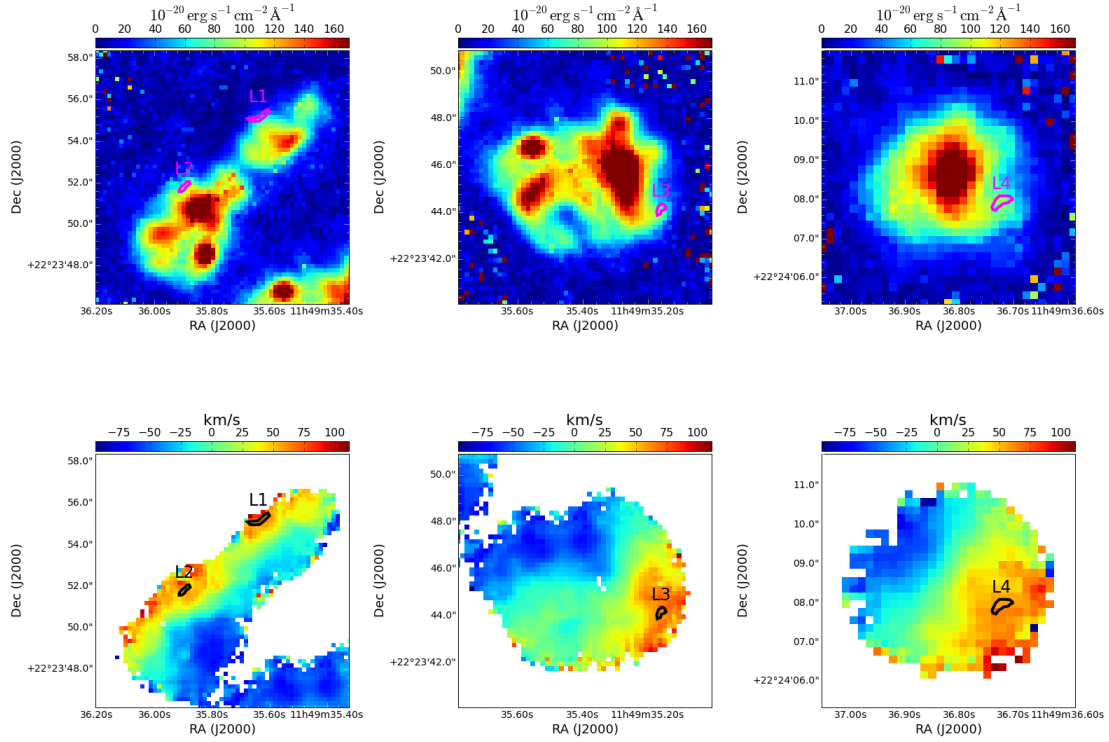 10⁻²⁰ erg s⁻¹ cm⁻² Å⁻¹
0 20 40 60 80 100 120 140 160
58.0"
56.0"
54.0"
52.0"
50.0"
+22°23'48.0"
Dec (J2000)
L1
L2
36.20s 36.00s 35.80s 35.60s 11h49m35.40s
RA (J2000)
10⁻²⁰ erg s⁻¹ cm⁻² Å⁻¹
0 20 40 60 80 100 120 140 160
50.0"
48.0"
46.0"
44.0"
+22°23'42.0"
Dec (J2000)
L3
35.60s 35.40s 11h49m35.20s
RA (J2000)
10⁻²⁰ erg s⁻¹ cm⁻² Å⁻¹
0 20 40 60 80 100 120 140 160
11.0"
10.0"
09.0"
08.0"
07.0"
+22°24'06.0"
Dec (J2000)
L4
37.00s 36.90s 36.80s 36.70s 11h49m36.60s
RA (J2000)
km/s
−75 −50 −25 0 25 50 75 100
58.0"
56.0"
54.0"
52.0"
50.0"
+22°23'48.0"
Dec (J2000)
L1
L2
36.20s 36.00s 35.80s 35.60s 11h49m35.40s
RA (J2000)
km/s
−75 −50 −25 0 25 50 75 100
50.0"
48.0"
46.0"
44.0"
+22°23'42.0"
Dec (J2000)
L3
35.60s 35.40s 11h49m35.20s
RA (J2000)
km/s
−75 −50 −25 0 25 50 75 100
11.0"
10.0"
09.0"
08.0"
07.0"
+22°24'06.0"
Dec (J2000)
L4
37.00s 36.90s 36.80s 36.70s 11h49m36.60s
RA (J2000)